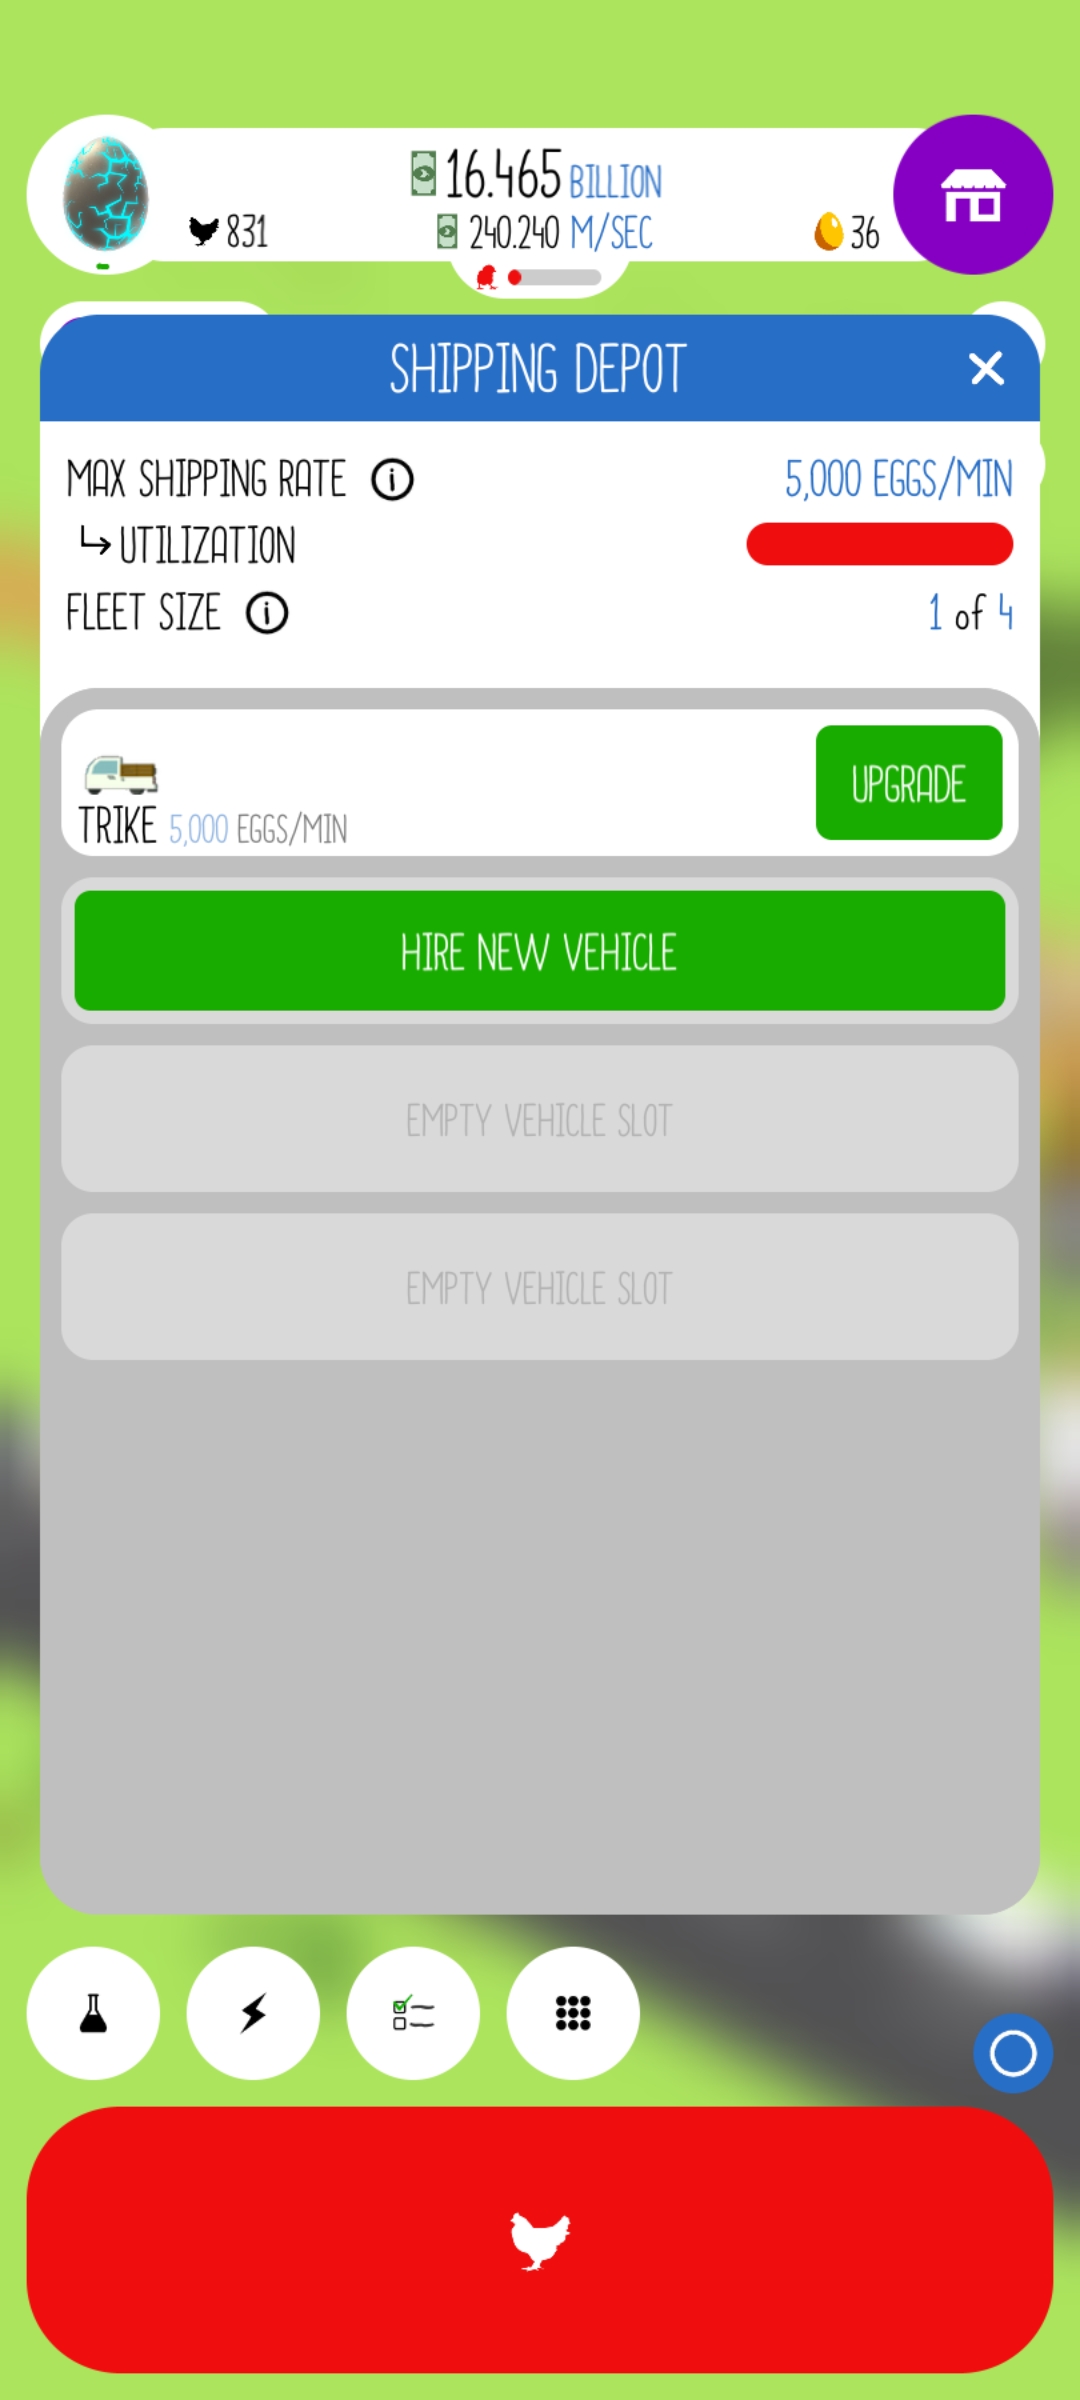 16.465 BILLION
831
240.240 M/SEC
36
SHIPPING DEPOT
MAX SHIPPING RATE
5,000 EGGS/MIN
UTILIZATION
FLEET SIZE
1 of 4
UPGRADE
TRIKE 5,000 EGGS/MIN
HIRE NEW VEHICLE
EMPTY VEHICLE SLOT
EMPTY VEHICLE SLOT